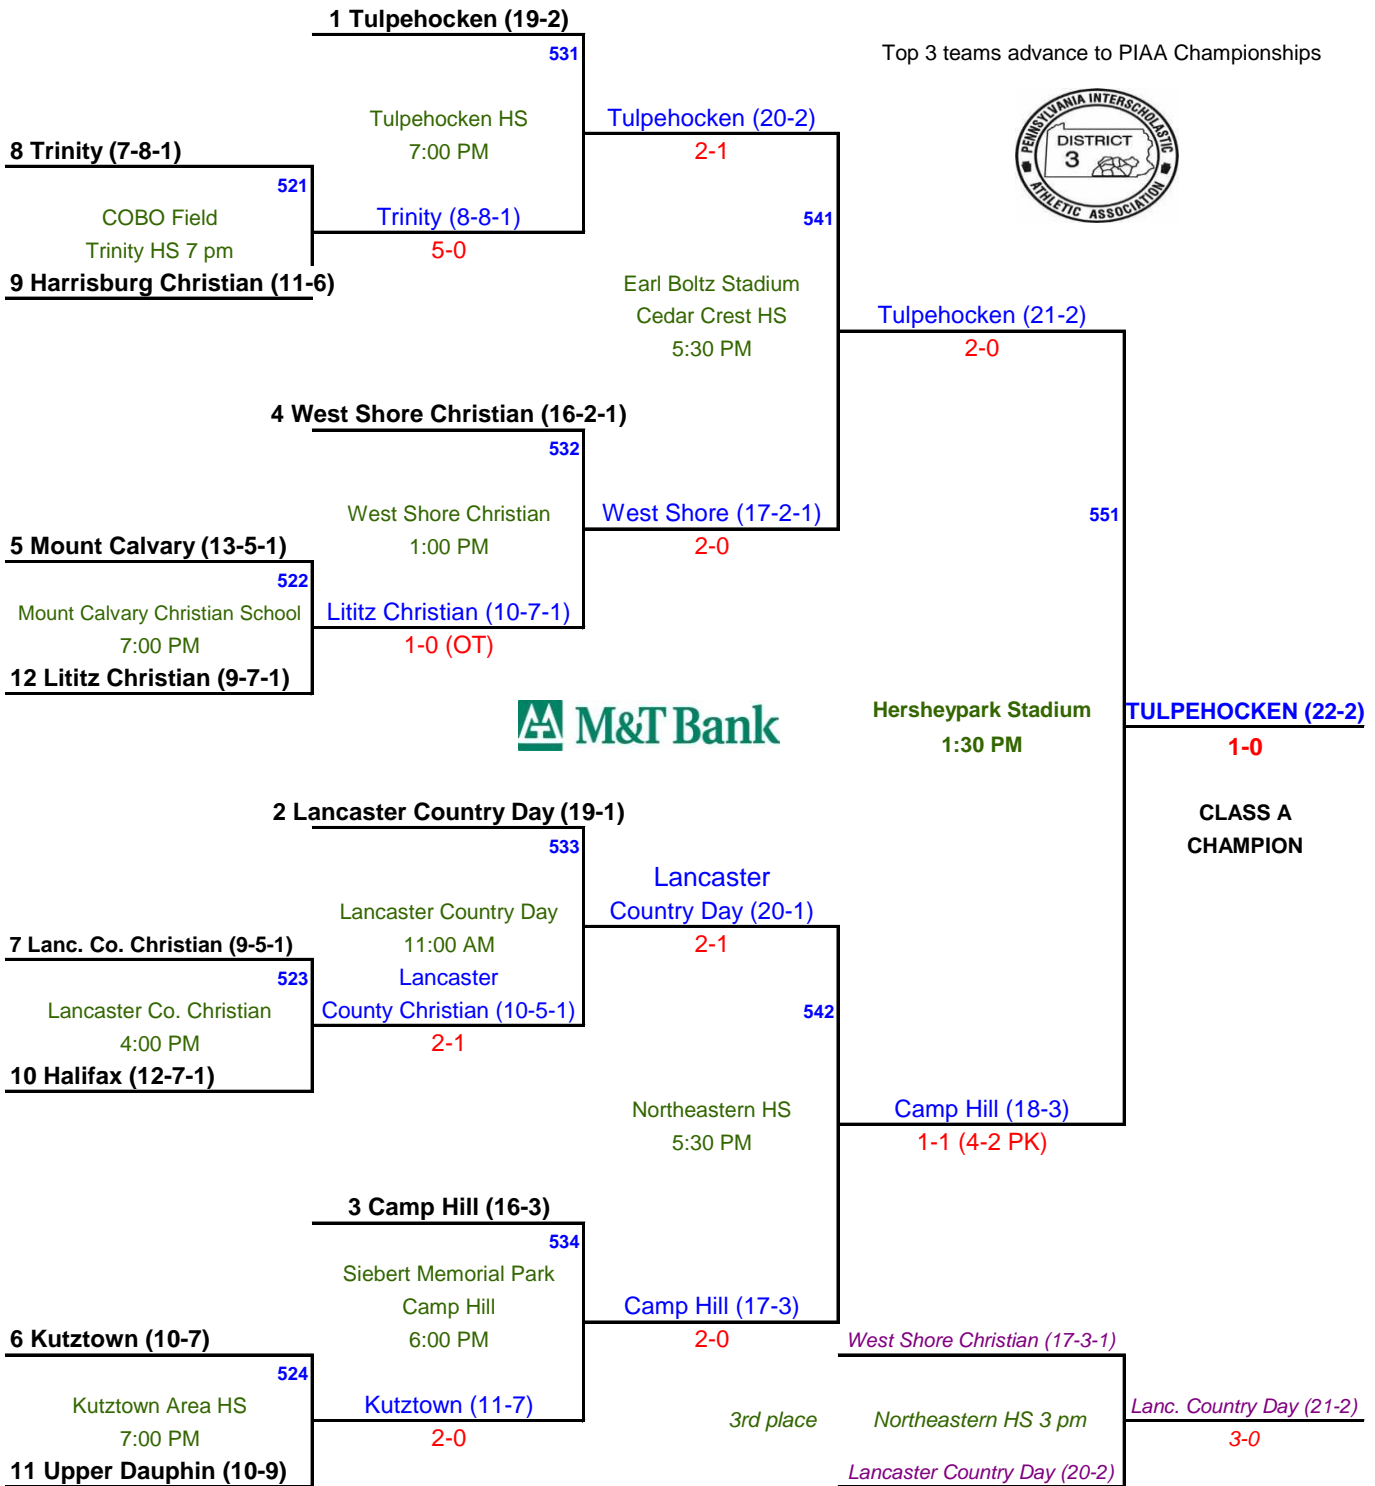 1 Tulpehocken (19-2)
531
Top 3 teams advance to PIAA Championships
PENNSYLVANIA INTERSCHOLASTIC
ATHLETIC ASSOCIATION
DISTRICT
3
Tulpehocken HS
7:00 PM
Tulpehocken (20-2)
2-1
8 Trinity (7-8-1)
521
COBO Field
Trinity HS 7 pm
Trinity (8-8-1)
5-0
9 Harrisburg Christian (11-6)
541
Earl Boltz Stadium
Cedar Crest HS
5:30 PM
Tulpehocken (21-2)
2-0
4 West Shore Christian (16-2-1)
532
West Shore Christian
1:00 PM
West Shore (17-2-1)
2-0
551
5 Mount Calvary (13-5-1)
522
Mount Calvary Christian School
7:00 PM
Lititz Christian (10-7-1)
1-0 (OT)
12 Lititz Christian (9-7-1)
M&T Bank
Hersheypark Stadium
1:30 PM
TULPEHOCKEN (22-2)
1-0
CLASS A
CHAMPION
2 Lancaster Country Day (19-1)
533
Lancaster Country Day
11:00 AM
Lancaster
Country Day (20-1)
2-1
7 Lanc. Co. Christian (9-5-1)
523
Lancaster Co. Christian
4:00 PM
Lancaster
County Christian (10-5-1)
2-1
10 Halifax (12-7-1)
542
Northeastern HS
5:30 PM
Camp Hill (18-3)
1-1 (4-2 PK)
3 Camp Hill (16-3)
534
Siebert Memorial Park
Camp Hill
6:00 PM
Camp Hill (17-3)
2-0
6 Kutztown (10-7)
524
Kutztown Area HS
7:00 PM
Kutztown (11-7)
2-0
11 Upper Dauphin (10-9)
West Shore Christian (17-3-1)
3rd place
Northeastern HS 3 pm
Lanc. Country Day (21-2)
3-0
Lancaster Country Day (20-2)